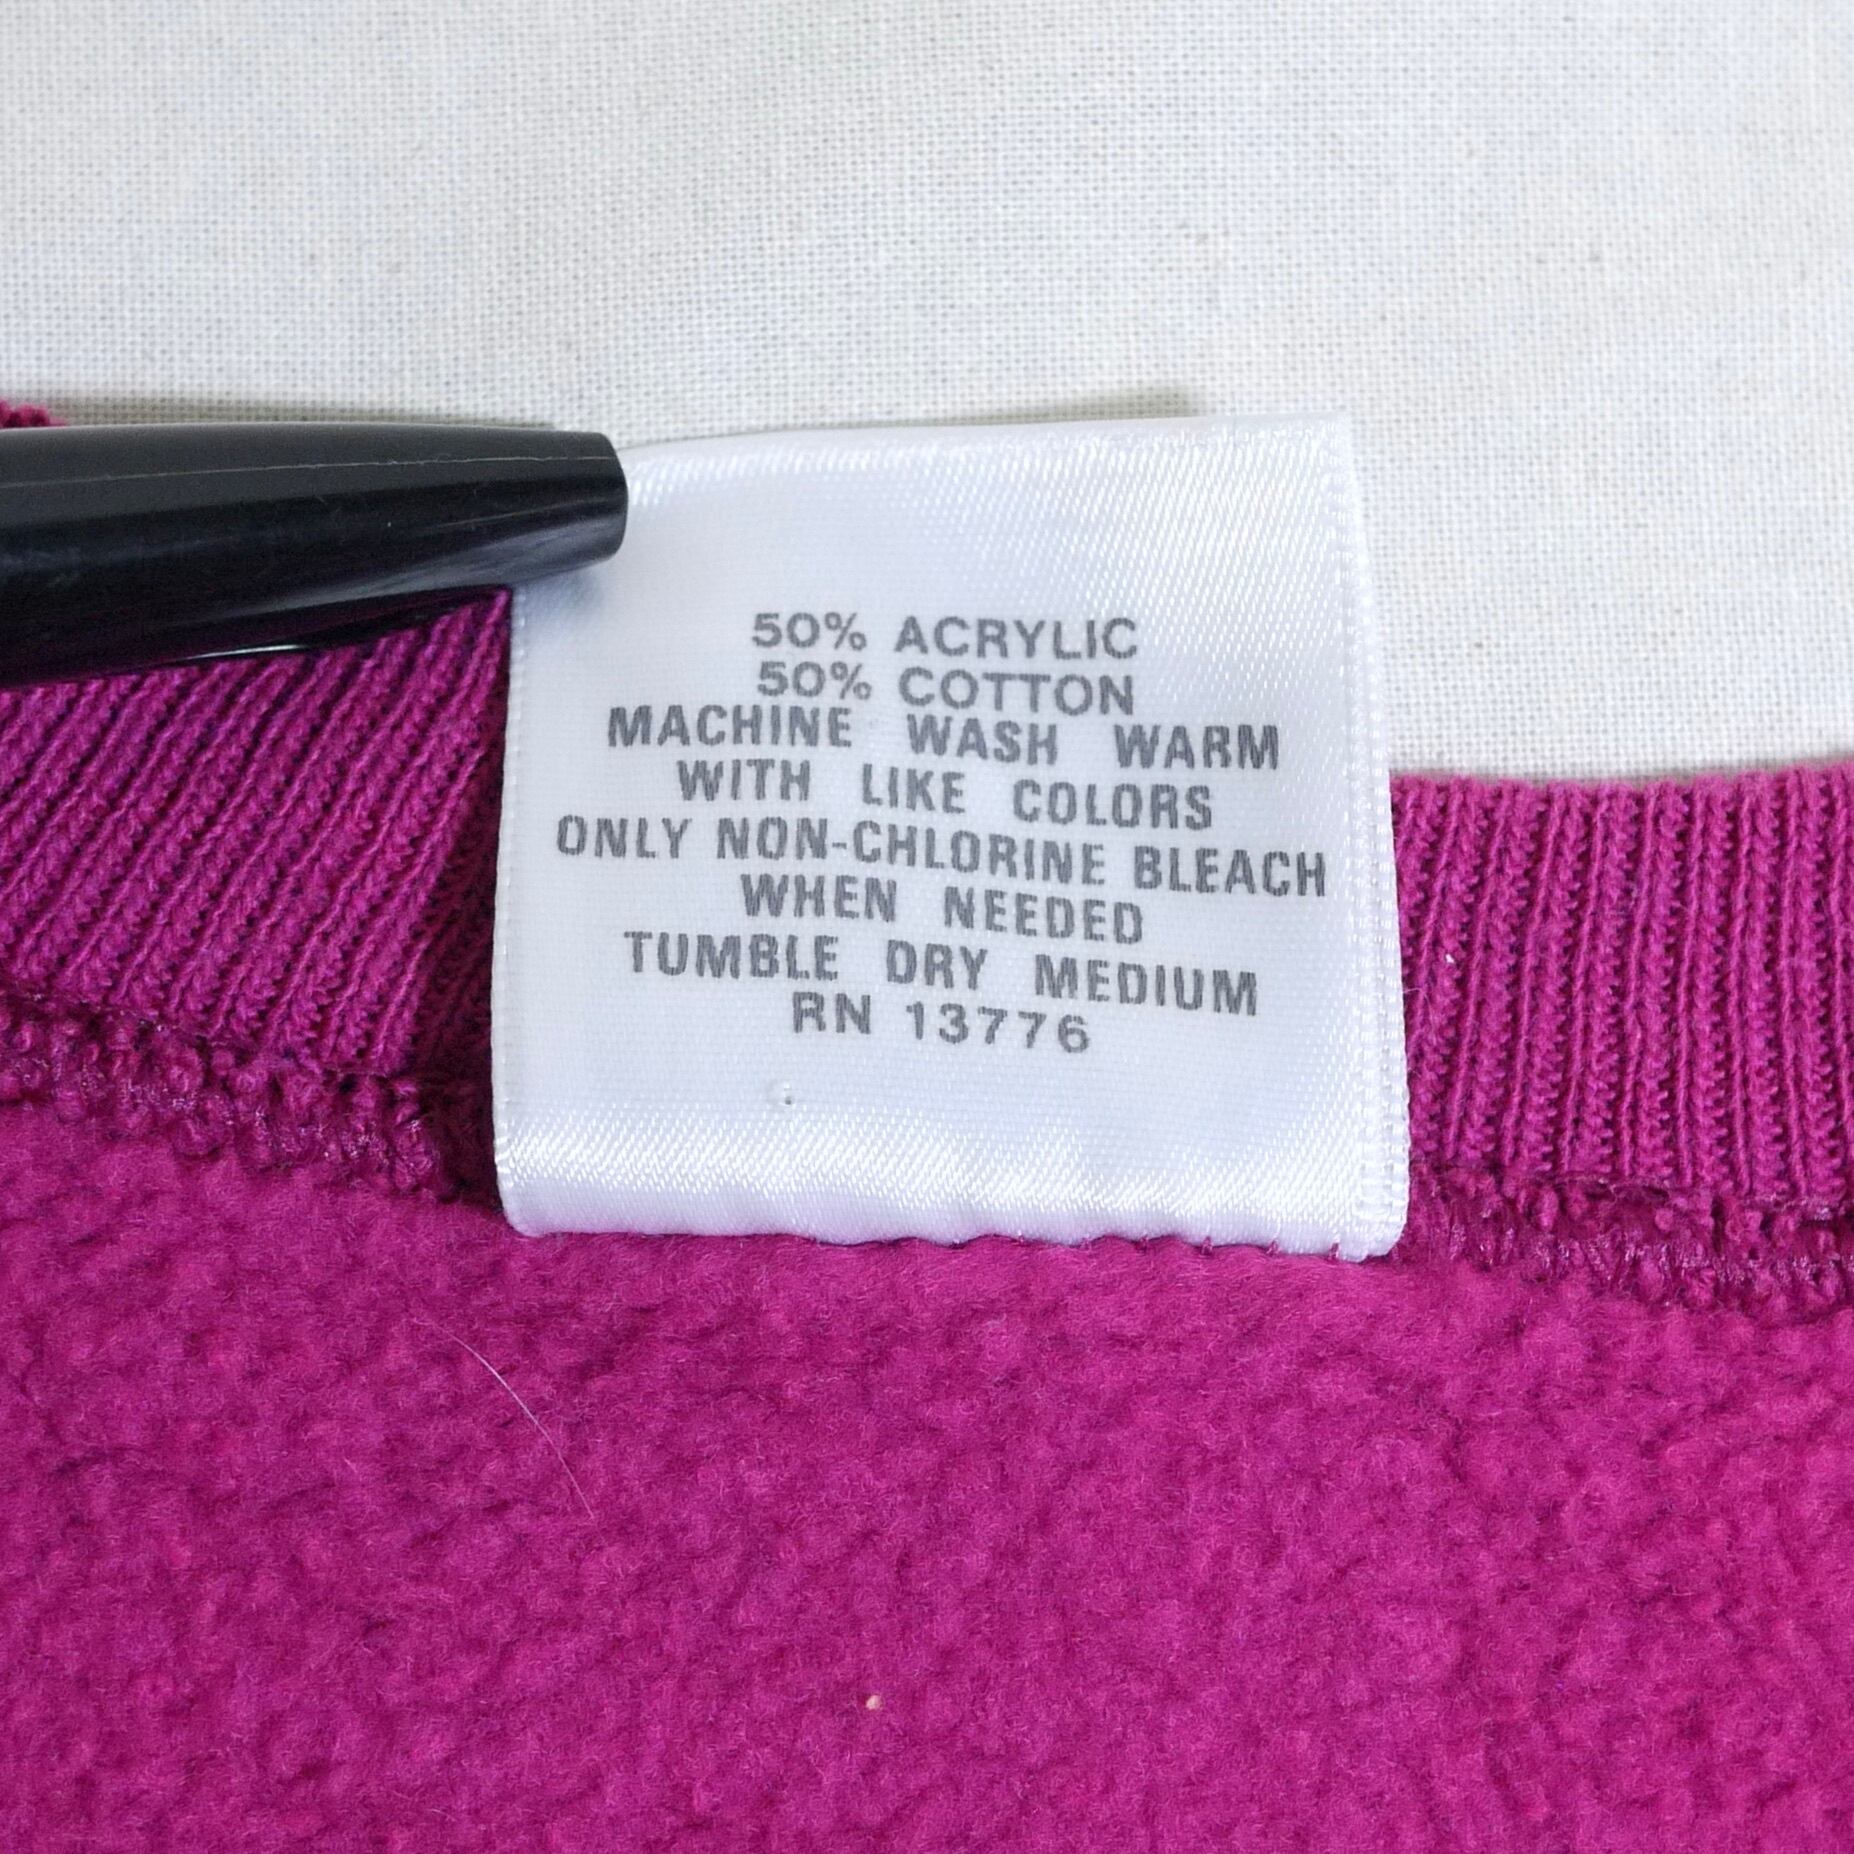 50% ACRYLIC
50% COTTON
MACHINE WASH WARM
WITH LIKE COLORS
ONLY NON-CHLORINE BLEACH
WHEN NEEDED
TUMBLE DRY MEDIUM
RN 13776